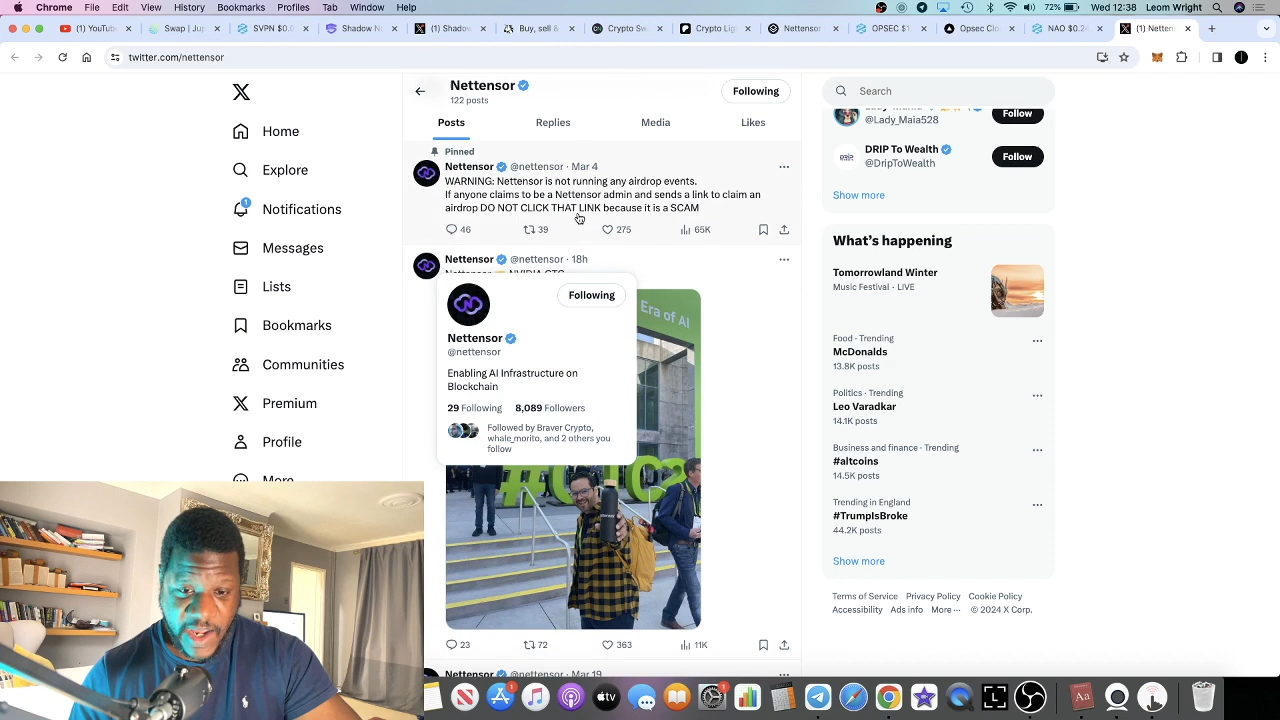 Chrome File Edit View History Bookmarks Profiles Tab Window Help
72% Wed 12:38 Leom Wright
(1) YouTub
Swap | Jup
SVPN $0.0
Shadow No
(1) Shado
Buy, sell &
Crypto Sw
Crypto Lig
Nettensor
OPSEC $1
Opsec Clo
NAO $0.24
(1) Nettens
twitter.com/nettensor
Home
Explore
1
Notifications
Messages
Lists
Bookmarks
Communities
Premium
Profile
More
Nettensor
122 posts
Following
Posts Replies Media Likes
Pinned
Nettensor @nettensor · Mar 4
WARNING: Nettensor is not running any airdrop events.
If anyone claims to be a Nettensor admin and sends a link to claim an
airdrop DO NOT CLICK THAT LINK because it is a SCAM
46 39 275 65K
Nettensor @nettensor · 18h
Nettensor NVIDIA GTC
Following
Nettensor
@nettensor
Enabling AI Infrastructure on
Blockchain
29 Following 8,089 Followers
Followed by Braver Crypto,
whale_morito, and 2 others you
follow
Era of AI
23 72 363 11K
Nettensor @nettensor · Mar 19
Search
@Lady_Maia528
Follow
DRIP To Wealth
@DripToWealth
Follow
Show more
What's happening
Tomorrowland Winter
Music Festival · LIVE
Food · Trending
McDonalds
13.8K posts
Politics · Trending
Leo Varadkar
14.1K posts
Business and finance · Trending
#altcoins
14.5K posts
Trending in England
#TrumpIsBroke
44.2K posts
Show more
Terms of Service Privacy Policy Cookie Policy
Accessibility Ads info More ··· © 2024 X Corp.